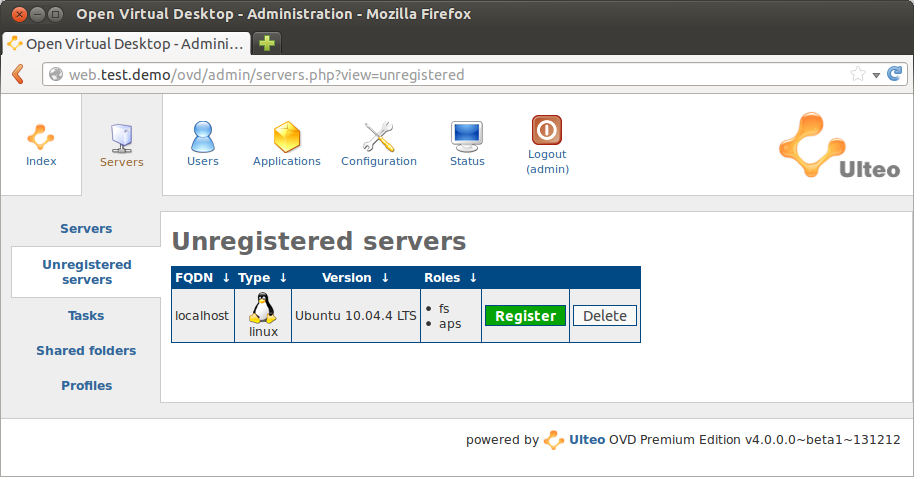 Open Virtual Desktop - Administration - Mozilla Firefox
Open Virtual Desktop - Admini...
web.test.demo/ovd/admin/servers.php?view=unregistered
Index
Servers
Users
Applications
Configuration
Status
Logout
(admin)
Ulteo
Servers
Unregistered
servers
Tasks
Shared folders
Profiles
Unregistered servers
FQDN ↓ Type ↓ Version ↓ Roles ↓
localhost linux Ubuntu 10.04.4 LTS
• fs
• aps
Register Delete
powered by Ulteo OVD Premium Edition v4.0.0.0~beta1~131212